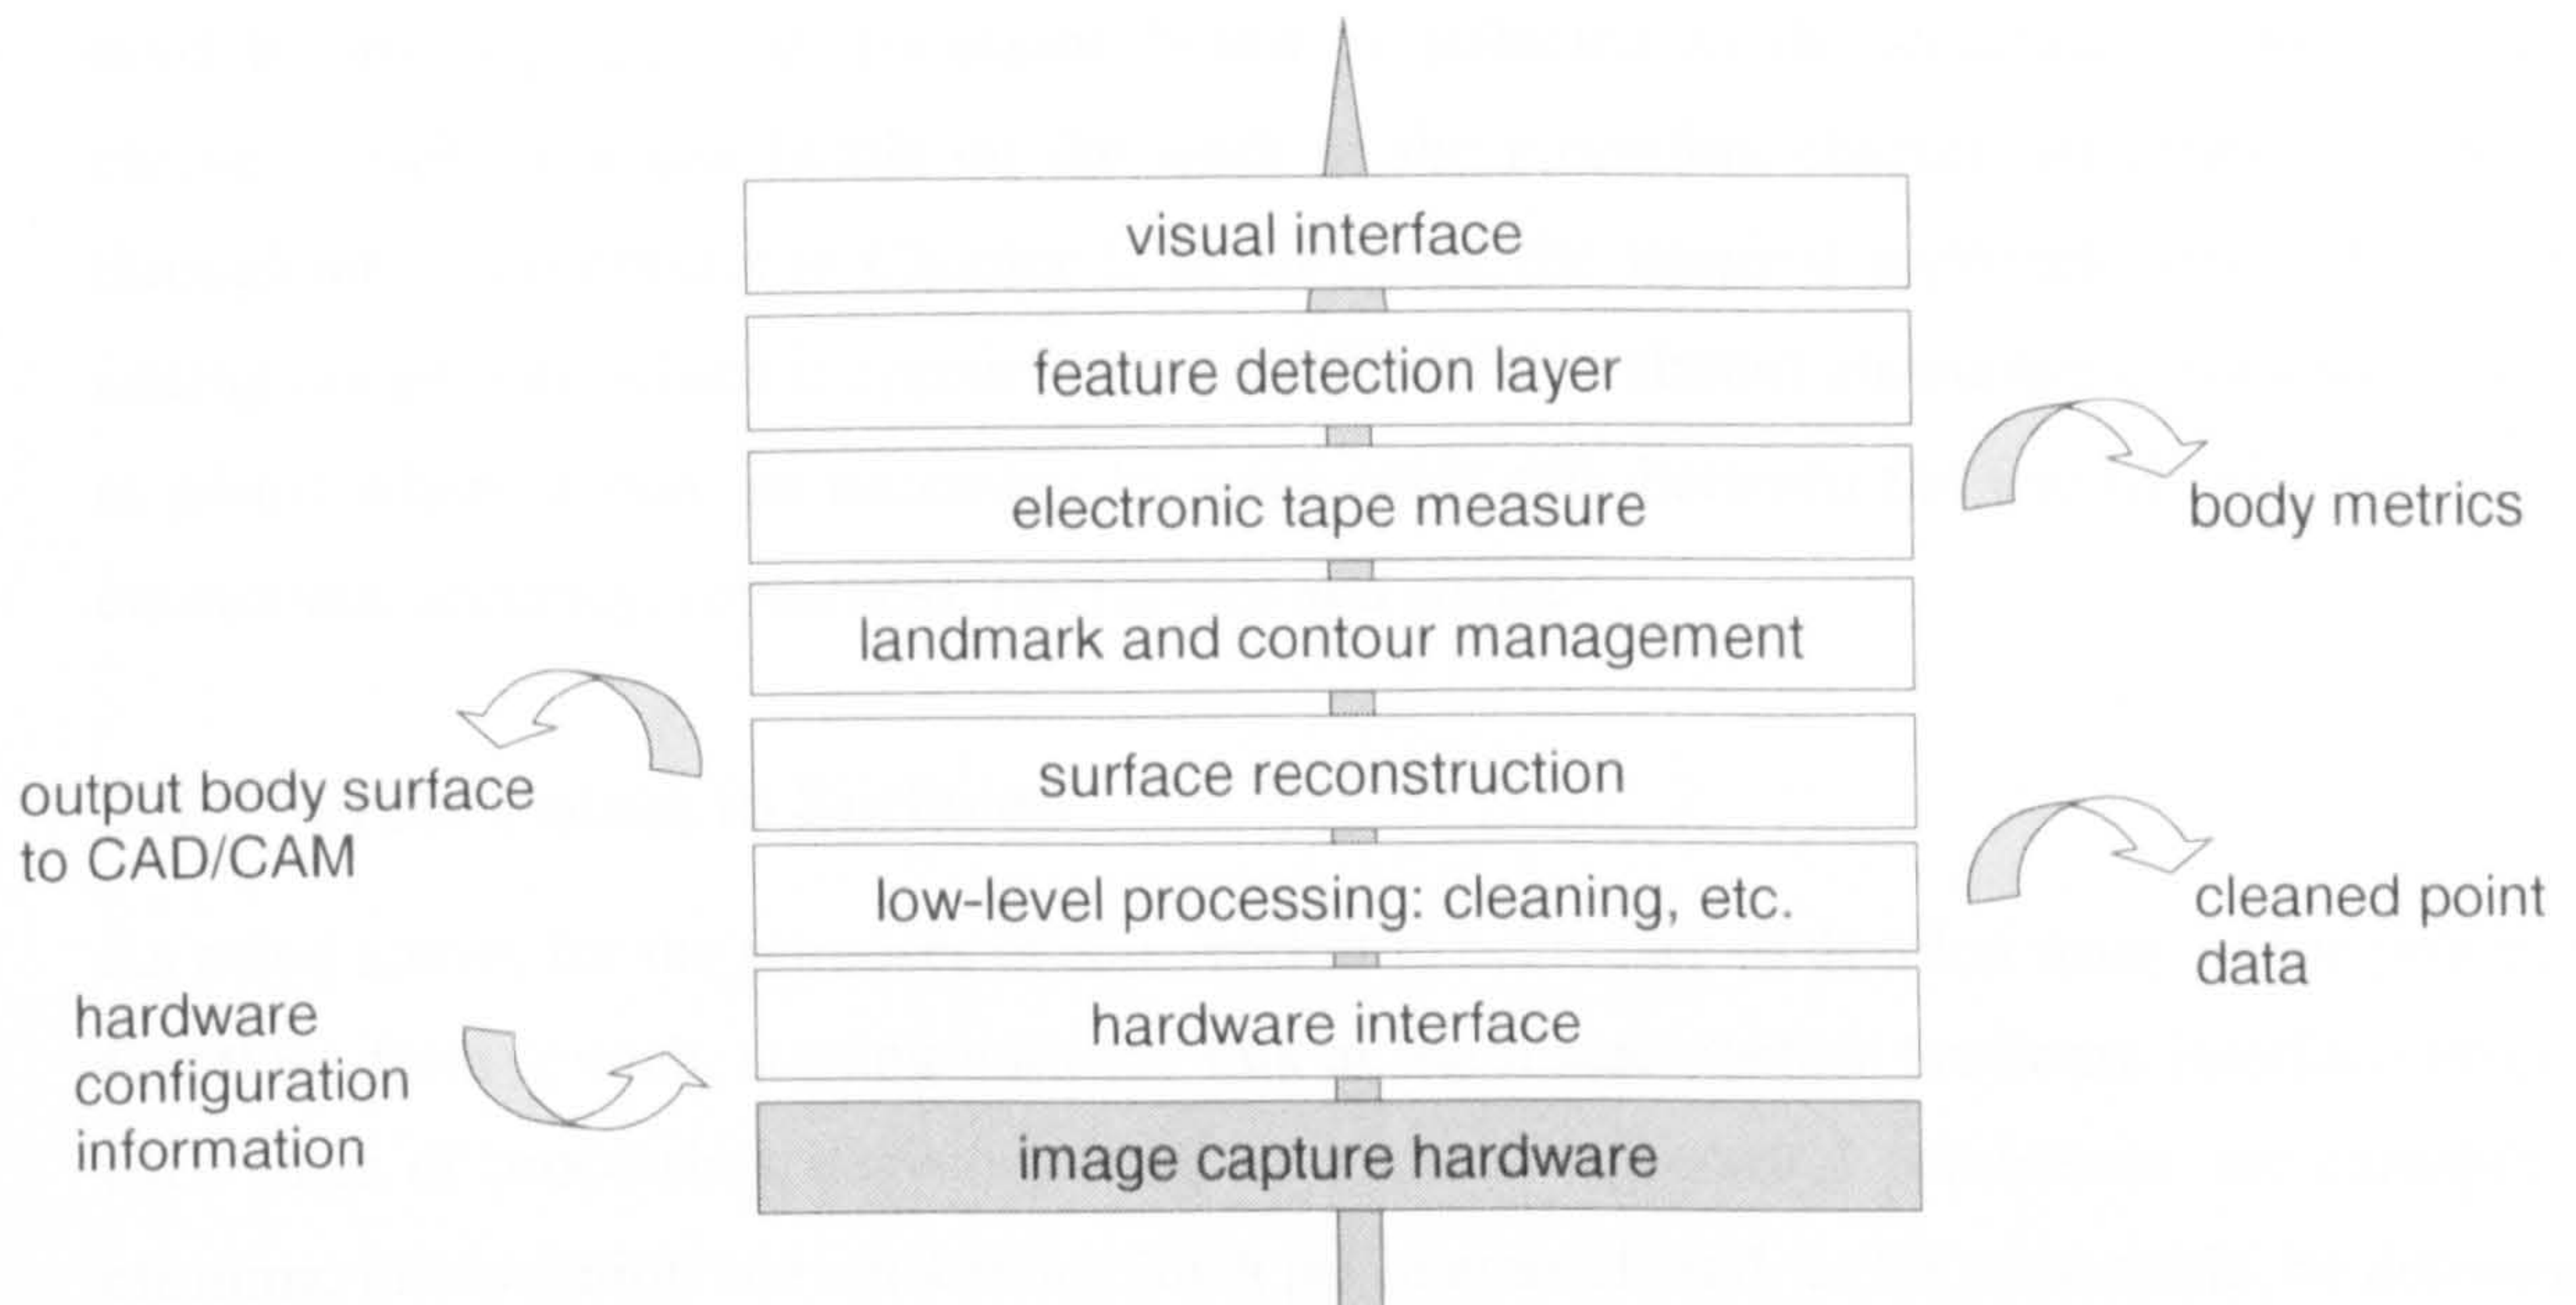 visual interface
feature detection layer
electronic tape measure
body metrics
landmark and contour management
surface reconstruction
output body surface
to CAD/CAM
low-level processing: cleaning, etc.
cleaned point
data
hardware interface
hardware
configuration
information
image capture hardware